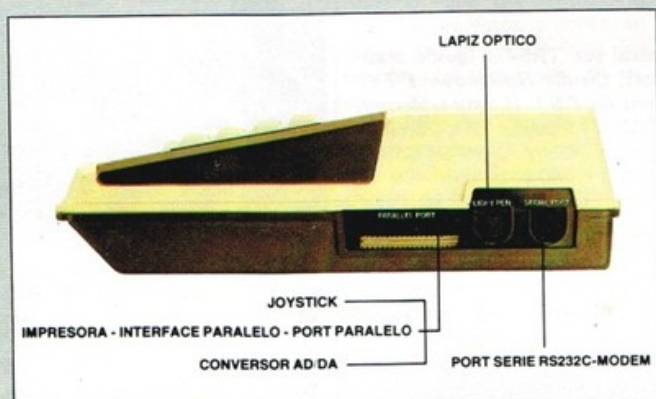 LAPIZ OPTICO
PARALLEL PORT
LIGHT PEN
SERIAL PORT
JOYSTICK
IMPRESORA - INTERFACE PARALELO - PORT PARALELO
CONVERSOR AD/DA
PORT SERIE RS232C-MODEM